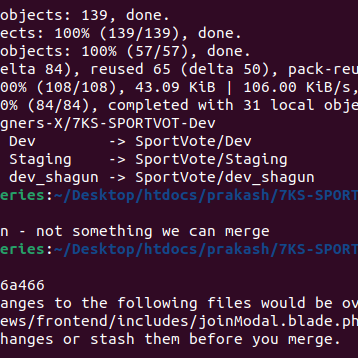 objects: 139, done.
ects: 100% (139/139), done.
objects: 100% (57/57), done.
elta 84), reused 65 (delta 50), pack-reu
00% (108/108), 43.09 KiB | 106.00 KiB/s,
0% (84/84), completed with 31 local obje
gners-X/7KS-SPORTVOT-Dev
Dev -> SportVote/Dev
Staging -> SportVote/Staging
dev_shagun -> SportVote/dev_shagun
eries:~/Desktop/htdocs/prakash/7KS-SPORT
n - not something we can merge
eries:~/Desktop/htdocs/prakash/7KS-SPORT
6a466
anges to the following files would be ov
ews/frontend/includes/joinModal.blade.ph
hanges or stash them before you merge.